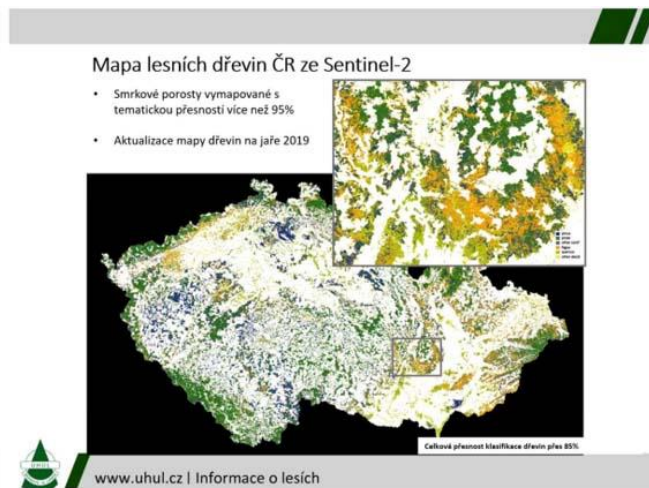 Mapa lesních dřevin ČR ze Sentinel-2
• Smrkové porosty vymapované s
tematickou přesností více než 95%
• Aktualizace mapy dřevin na jaře 2019
Celková přesnost klasifikace dřevin přes 85%
ÚHÚL
www.uhul.cz | Informace o lesích